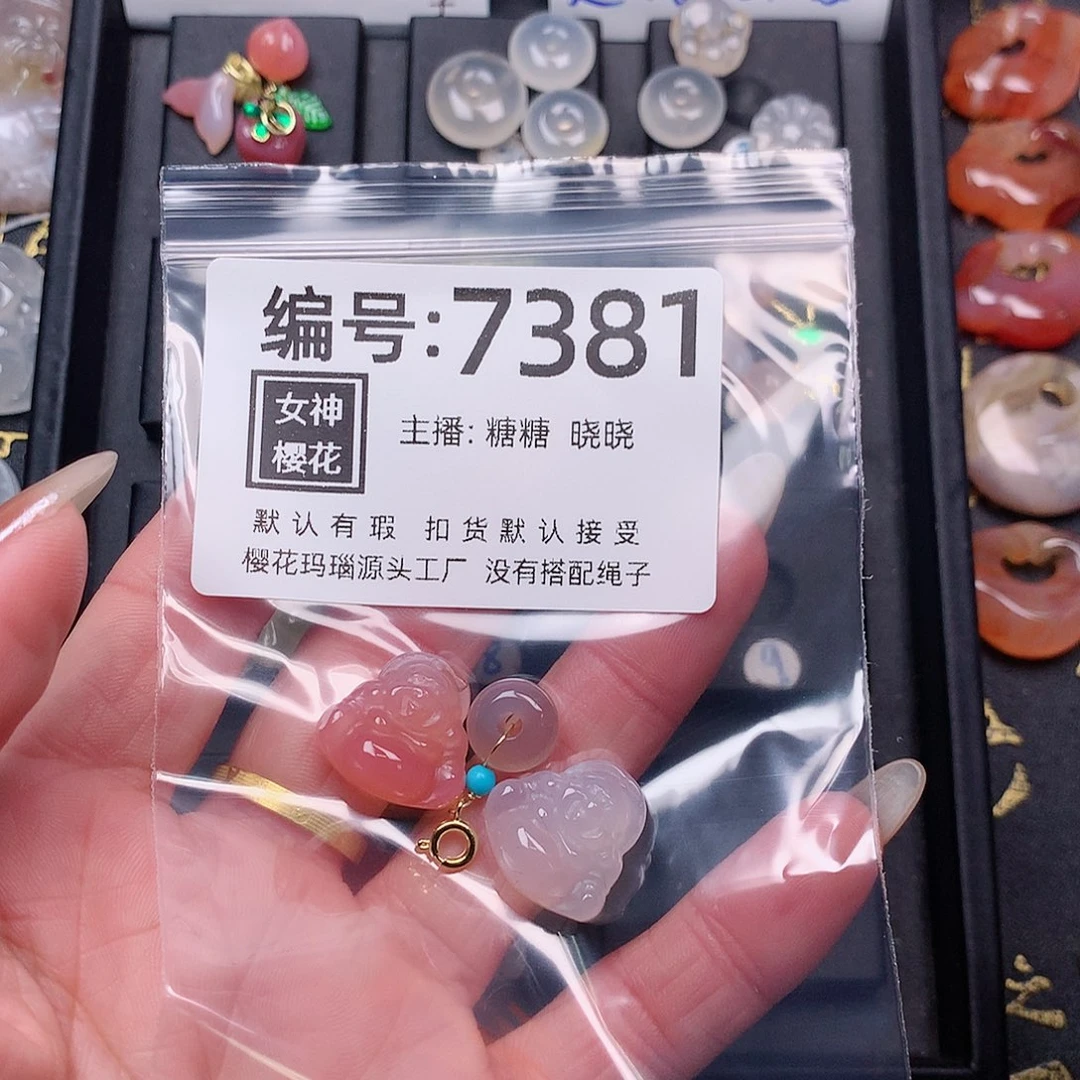 编号:7381
女神
樱花
主播: 糖糖 晓晓
默认有瑕 扣货默认接受
樱花玛瑙源头工厂 没有搭配绳子